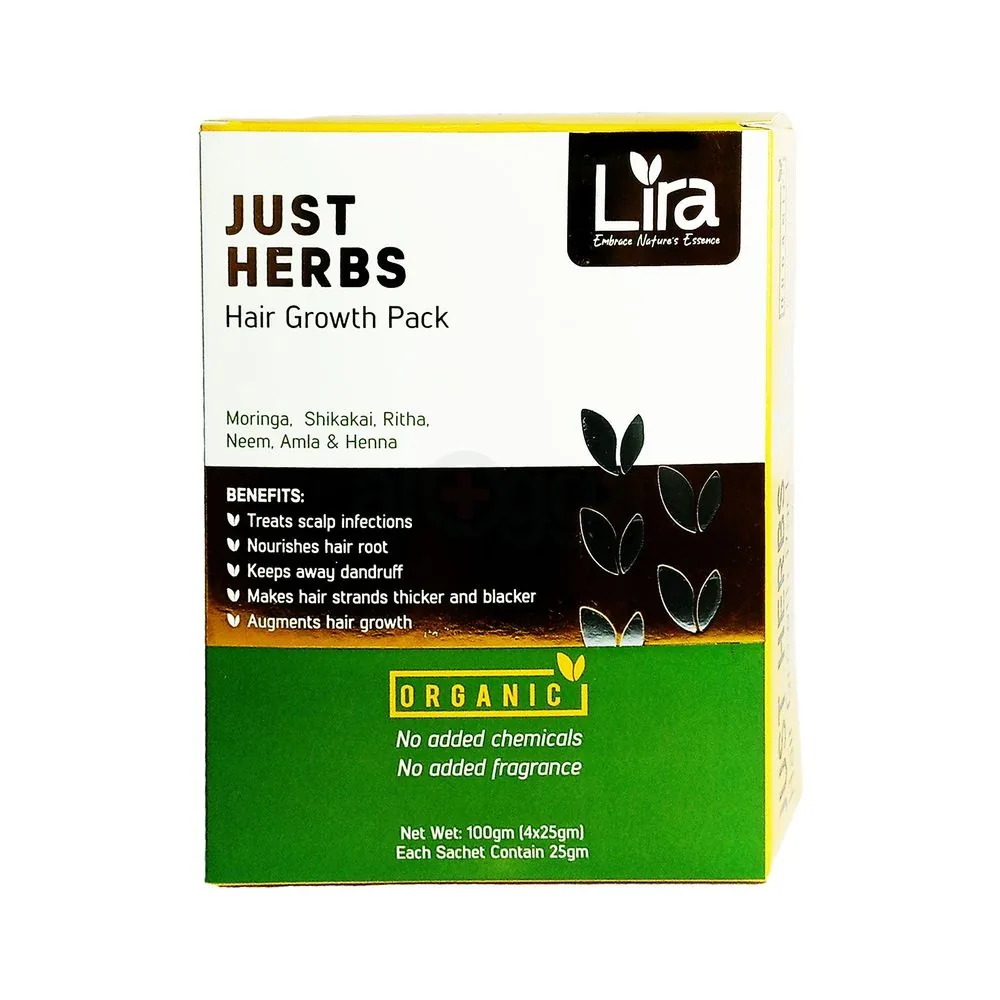 Lira
Embrace Nature's Essence
JUST
HERBS
Hair Growth Pack
Moringa, Shikakai, Ritha,
Neem, Amla & Henna
BENEFITS:
Treats scalp infections
Nourishes hair root
Keeps away dandruff
Makes hair strands thicker and blacker
Augments hair growth
ORGANIC
No added chemicals
No added fragrance
Net Wet: 100gm (4x25gm)
Each Sachet Contain 25gm
JUST HERBS